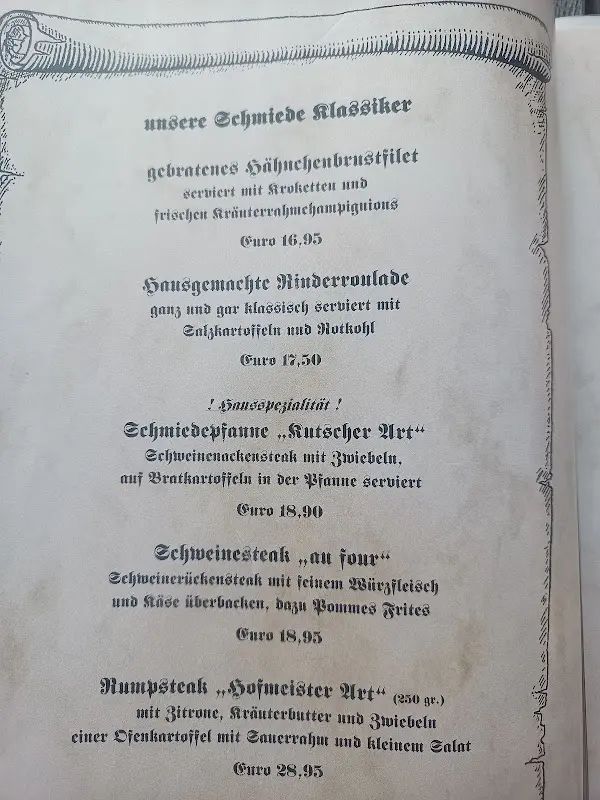 unsere Schmiede Klassiker
gebratenes Hähnchenbrustfilet
serviert mit Kroketten und
frischen Kräuterrahmchampignions
Euro 16,95
Hausgemachte Rinderroulade
ganz und gar klassisch serviert mit
Salzkartoffeln und Rotkohl
Euro 17,50
! Hausspezialität !
Schmiedepfanne „Kutscher Art“
Schweinenackensteak mit Zwiebeln,
auf Bratkartoffeln in der Pfanne serviert
Euro 18,90
Schweinesteak „au four“
Schweinerückensteak mit feinem Würzfleisch
und Käse überbacken, dazu Pommes Frites
Euro 18,95
Rumpsteak „Hofmeister Art“ (250 gr.)
mit Zitrone, Kräuterbutter und Zwiebeln
einer Ofenkartoffel mit Sauerrahm und kleinem Salat
Euro 28,95